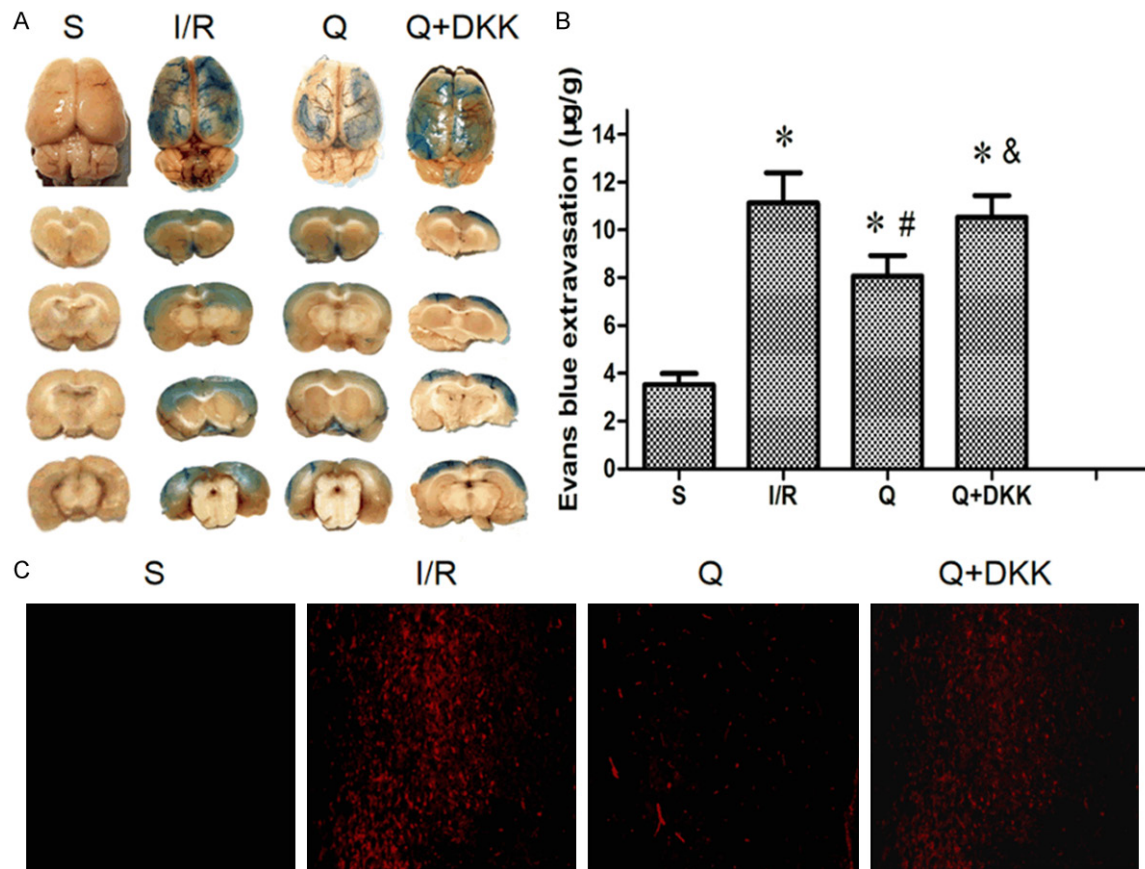 A
S I/R Q Q+DKK
B
Evans blue extravasation (µg/g)
14
12
10
8
6
4
2
0
*
* #
* &
S I/R Q Q+DKK
C
S I/R Q Q+DKK